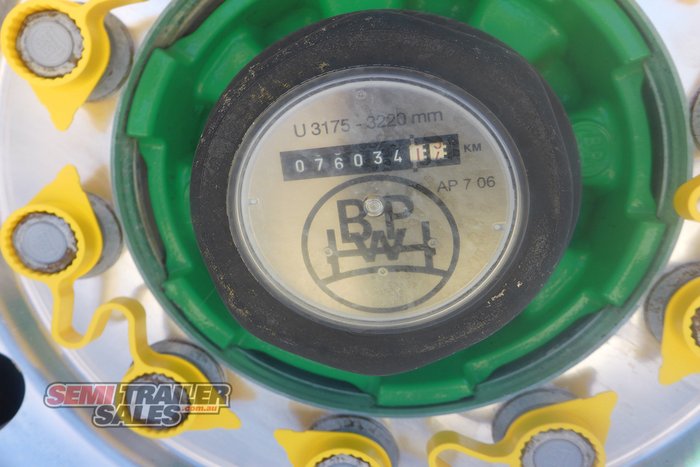 U 3175 - 3220 mm
076034
KM
AP 7 06
BPW
SEMI TRAILER
SALES.com.au